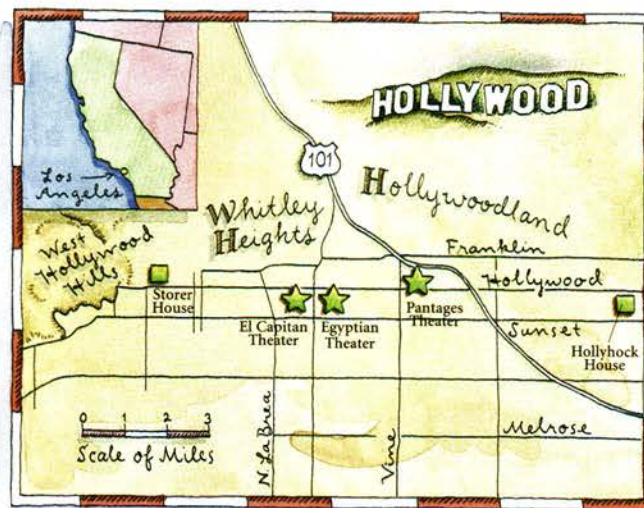 HOLLYWOOD
101
Los
Angeles
Whitley
Heights
Hollywoodland
West
Hollywood
Hills
Franklin
Hollywood
Storer
House
El Capitan
Theater
Egyptian
Theater
Pantages
Theater
Sunset
Hollyhock
House
0 1 2 3
Scale of Miles
N. La Brea
Vine
Melrose